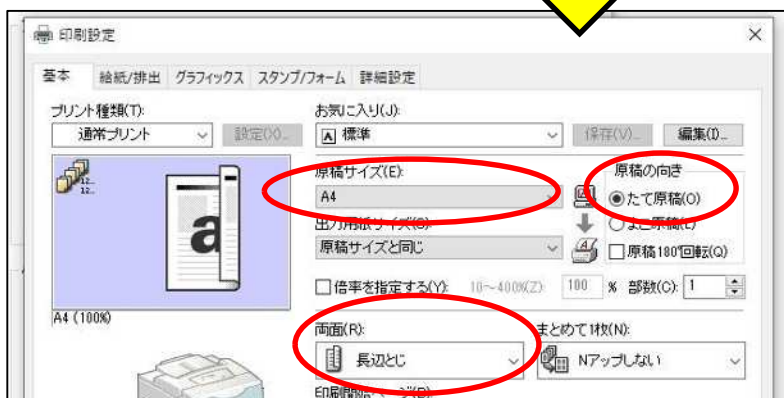 印刷設定
基本 給紙/排出 グラフィックス スタンプ/フォーム 詳細設定
プリント種類(T):
通常プリント
お気に入り(J):
標準
編集(I)...
原稿サイズ(E):
A4
原稿の向き
たて原稿(O)
原稿サイズと同じ
原稿180°回転(Q)
倍率を指定する(Y): 10~400%(Z): 100 % 部数(C): 1
A4 (100%)
両面(R):
長辺とじ
まとめて1枚(N):
Nアップしない